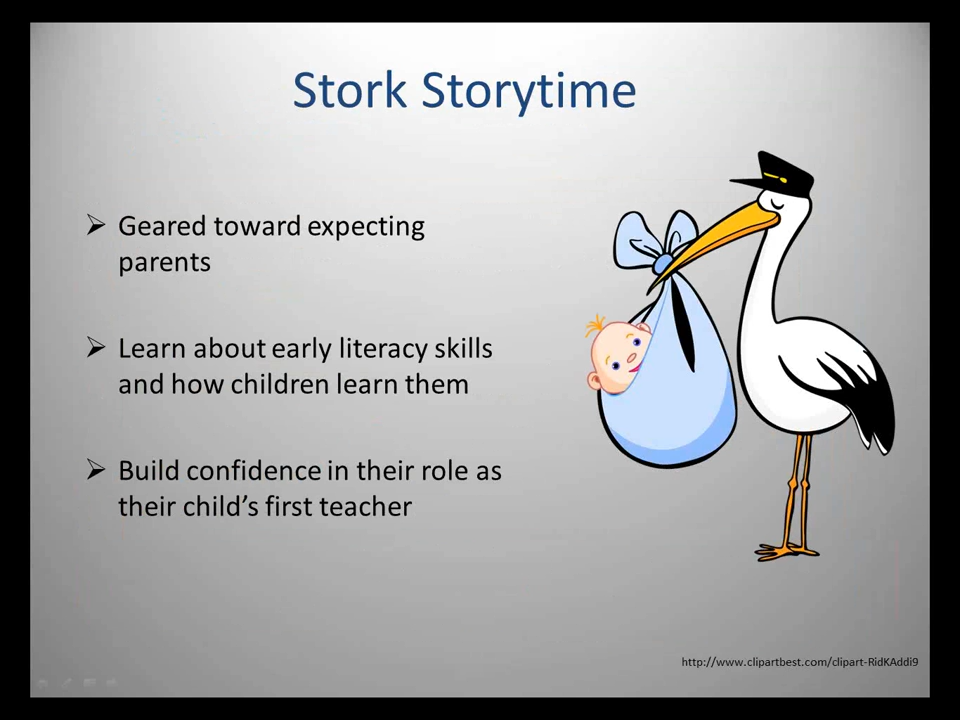 Stork Storytime
➢ Geared toward expecting
parents
➢ Learn about early literacy skills
and how children learn them
➢ Build confidence in their role as
their child’s first teacher
http://www.clipartbest.com/clipart-RidKAddi9